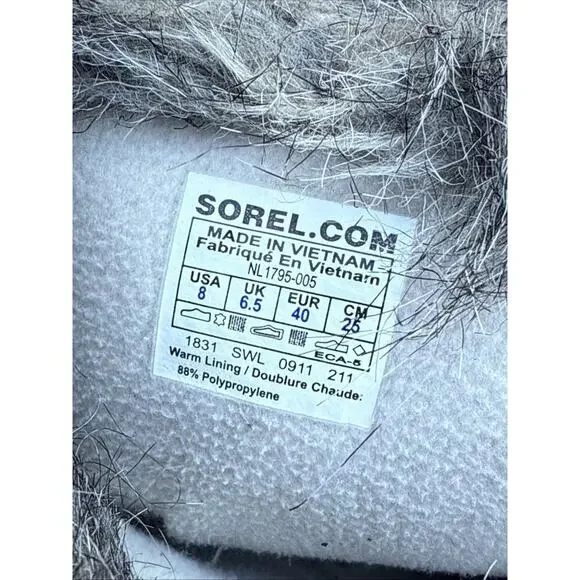 SOREL.COM
MADE IN VIETNAM
Fabriqué En Vietnam
NL1795-005
USA UK EUR CM
8 6.5 40 25
ECA-5
1831 SWL 0911 211
Warm Lining / Doublure Chaude:
88% Polypropylene